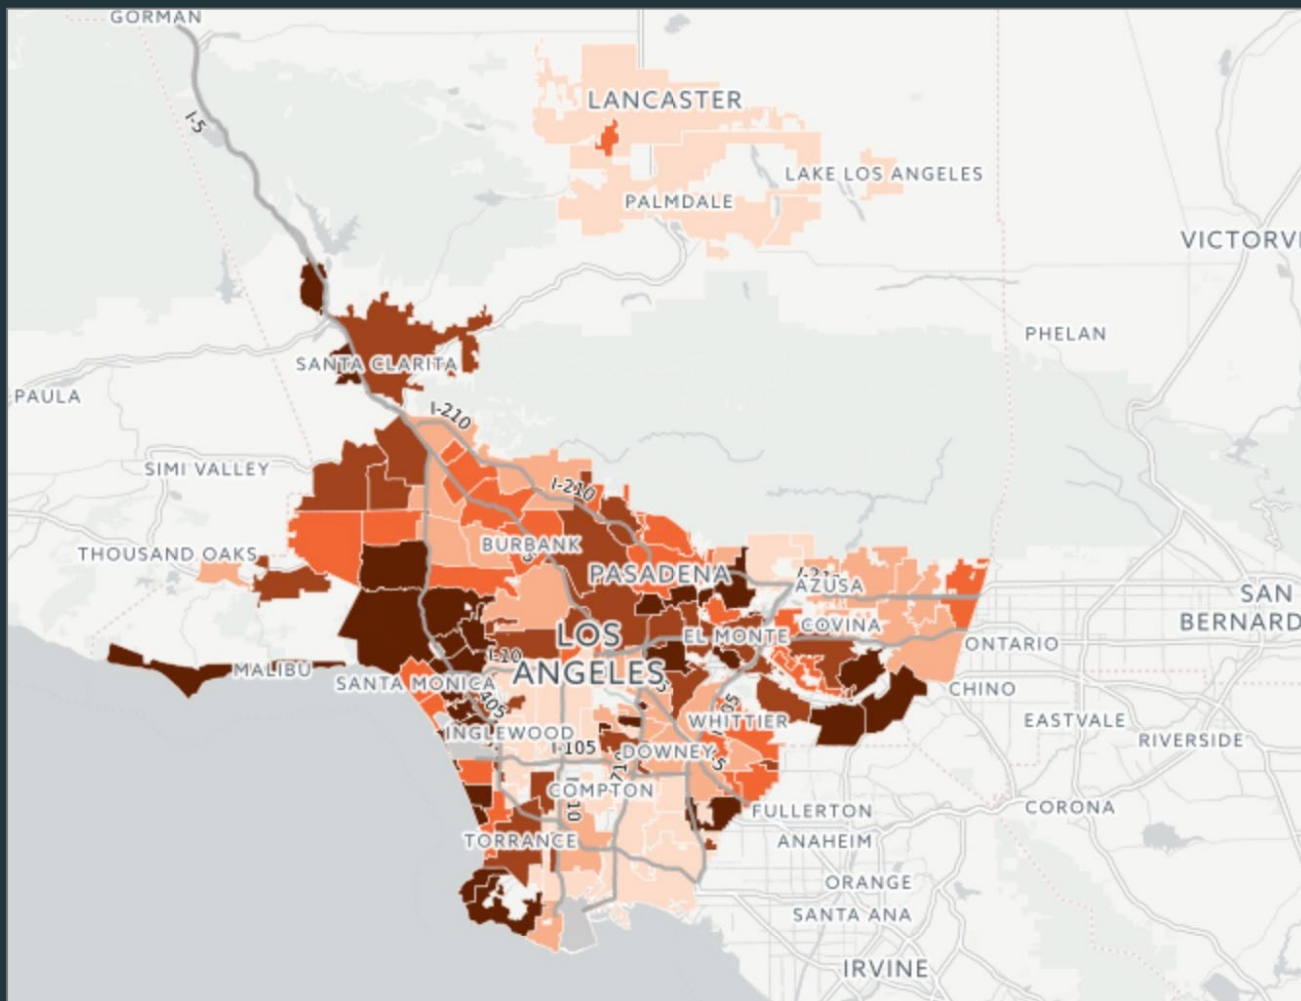 GORMAN
I-5
LANCASTER
LAKE LOS ANGELES
PALMDALE
VICTORVI
PHELAN
SANTA CLARITA
PAULA
I-210
SIMI VALLEY
I-210
BURBANK
THOUSAND OAKS
PASADENA
AZUSA
SAN
BERNARD
COVINA
LOS
ANGELES
EL MONTE
ONTARIO
I-10
MALIBU
SANTA MONICA
CHINO
405
WHITTIER
EASTVALE
INGLEWOOD
RIVERSIDE
I-105
DOWNEY
710
COMPTON
CORONA
FULLERTON
TORRANCE
ANAHEIM
ORANGE
SANTA ANA
IRVINE